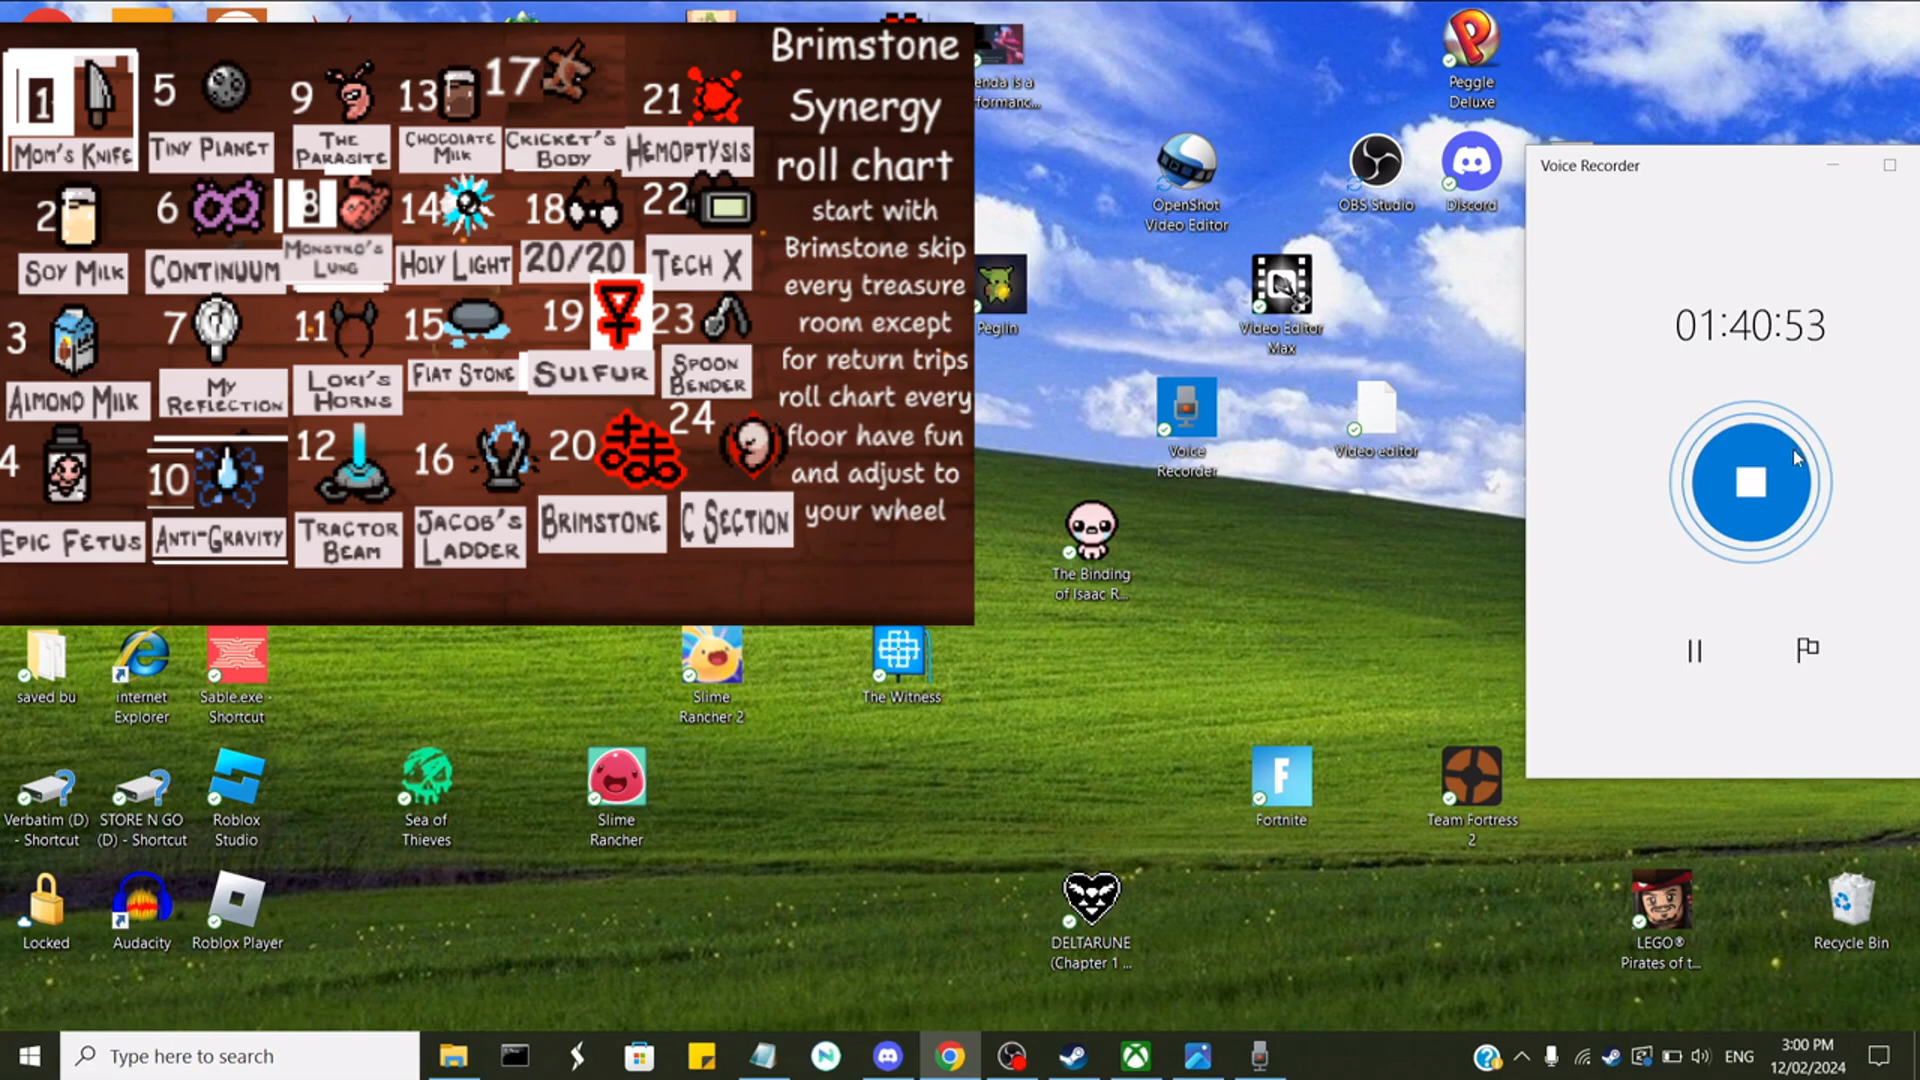 Brimstone
Synergy
roll chart
start with
Brimstone skip
every treasure
room except
for return trips
roll chart every
floor have fun
and adjust to
your wheel
1
MOM'S KNIFE
5
TINY PLANET
9
THE
PARASITE
13
CHOCOLATE
MILK
17
CRICKET'S
BODY
21
HEMOPTYSIS
2
SOY MILK
6
CONTINUUM
8
MONSTRO'S
LUNG
14
HOLY LIGHT
18
20/20
22
TECH X
3
ALMOND MILK
7
MY
REFLECTION
11
LOKI'S
HORNS
15
FLAT STONE
19
SULFUR
23
SPOON
BENDER
4
EPIC FETUS
10
ANTI-GRAVITY
12
TRACTOR
BEAM
16
JACOB'S
LADDER
20
BRIMSTONE
24
C SECTION
enda is a
formanc...
Peggle
Deluxe
OpenShot
Video Editor
OBS Studio
Discord
Peglin
Video Editor
Max
Voice
Recorder
Video editor
The Binding
of Isaac R...
Voice Recorder
01:40:53
saved bu
internet
Explorer
Sable.exe -
Shortcut
Slime
Rancher 2
The Witness
Verbatim (D)
- Shortcut
STORE N GO
(D) - Shortcut
Roblox
Studio
Sea of
Thieves
Slime
Rancher
Fortnite
Team Fortress
2
Locked
Audacity
Roblox Player
DELTARUNE
(Chapter 1 ...
LEGO®
Pirates of t...
Recycle Bin
Type here to search
ENG
3:00 PM
12/02/2024